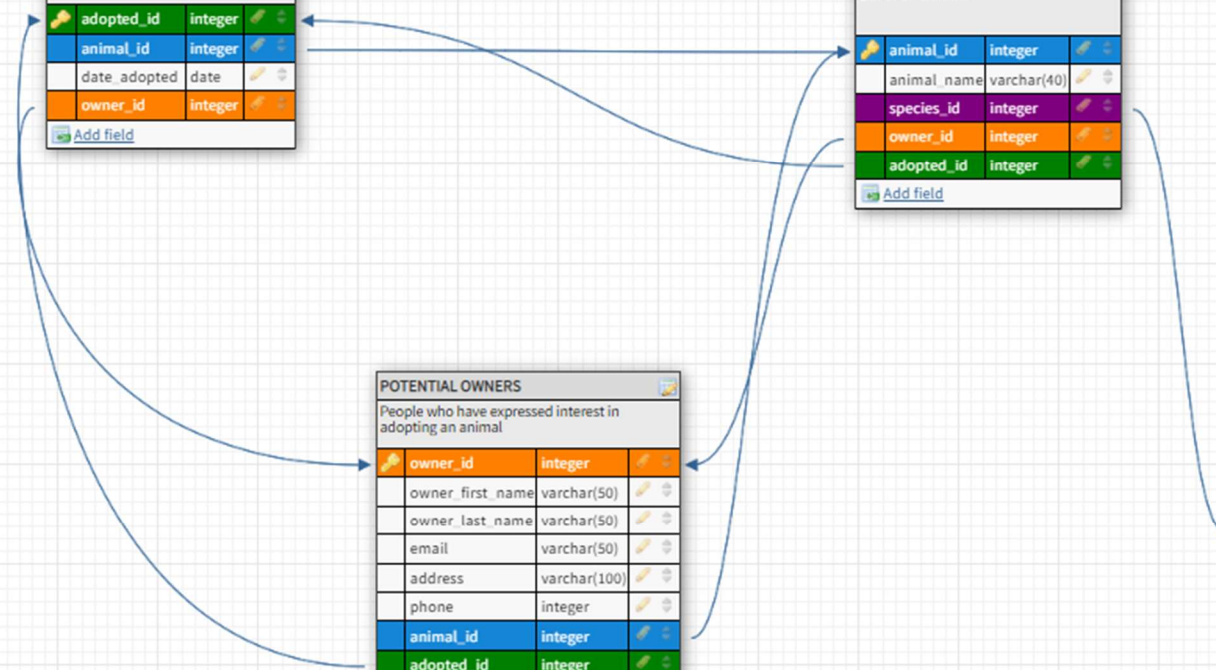 adopted_id integer
animal_id integer
date_adopted date
owner_id integer
Add field
animal_id integer
animal_name varchar(40)
species_id integer
owner_id integer
adopted_id integer
Add field
POTENTIAL OWNERS
People who have expressed interest in
adopting an animal
owner_id integer
owner_first_name varchar(50)
owner_last_name varchar(50)
email varchar(50)
address varchar(100)
phone integer
animal_id integer
adopted_id integer